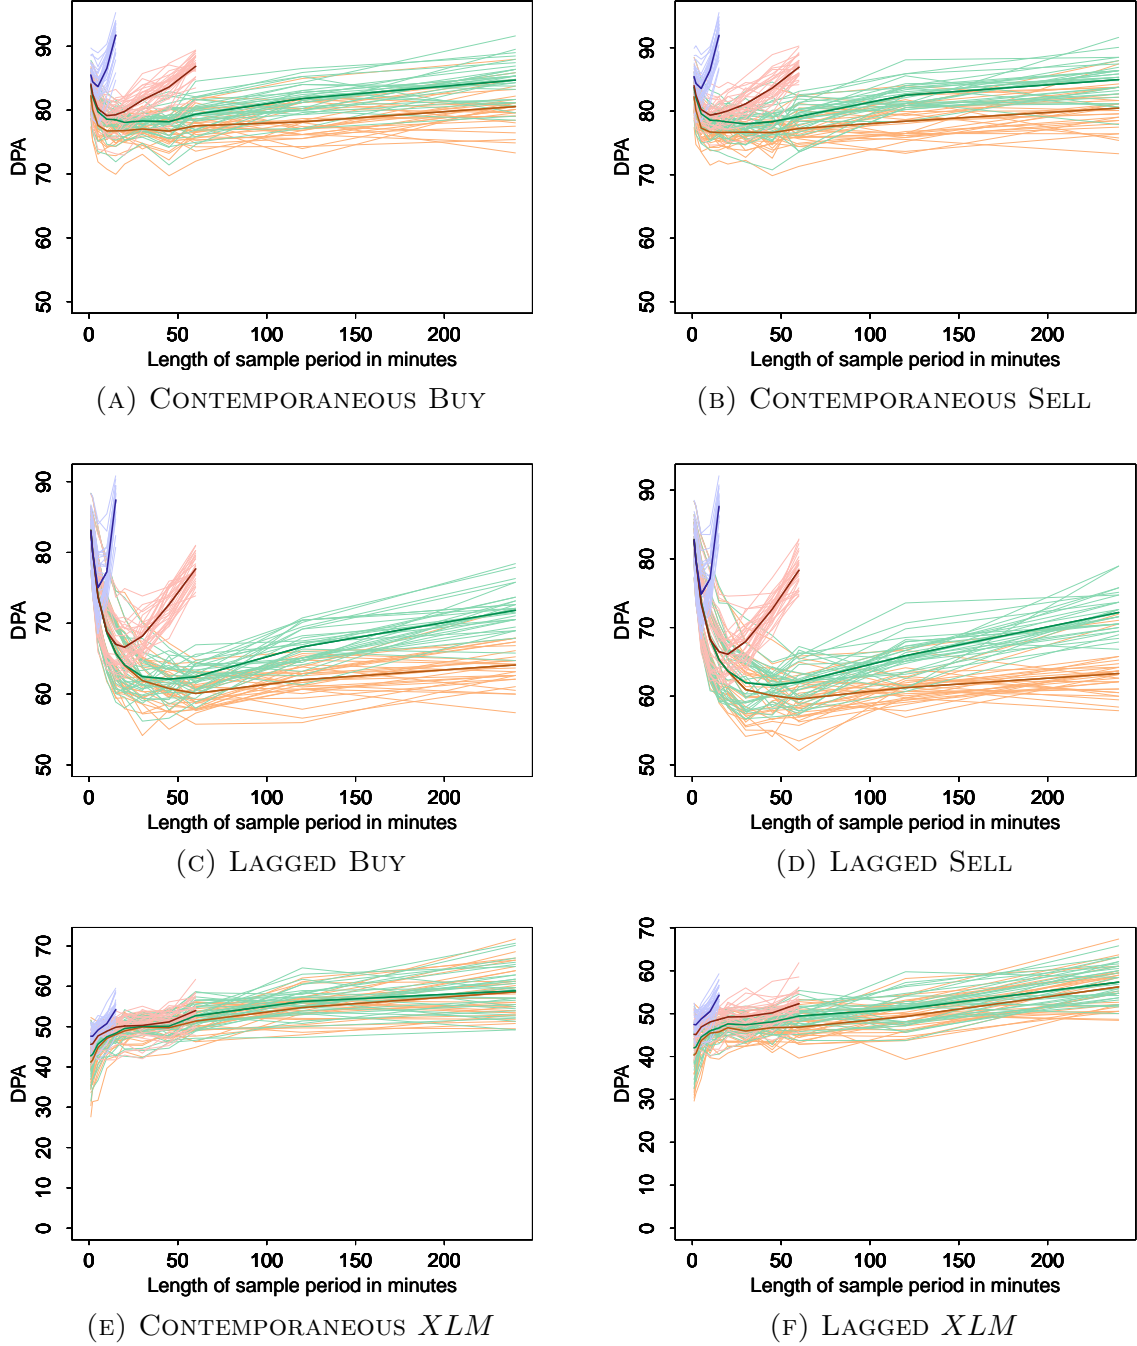 DPA
50 60 70 80 90
0 50 100 150 200
Length of sample period in minutes
(A) CONTEMPORANEOUS BUY
DPA
50 60 70 80 90
0 50 100 150 200
Length of sample period in minutes
(B) CONTEMPORANEOUS SELL
DPA
50 60 70 80 90
0 50 100 150 200
Length of sample period in minutes
(C) LAGGED BUY
DPA
50 60 70 80 90
0 50 100 150 200
Length of sample period in minutes
(D) LAGGED SELL
DPA
0 10 20 30 40 50 60 70
0 50 100 150 200
Length of sample period in minutes
(E) CONTEMPORANEOUS XLM
DPA
0 10 20 30 40 50 60 70
0 50 100 150 200
Length of sample period in minutes
(F) LAGGED XLM